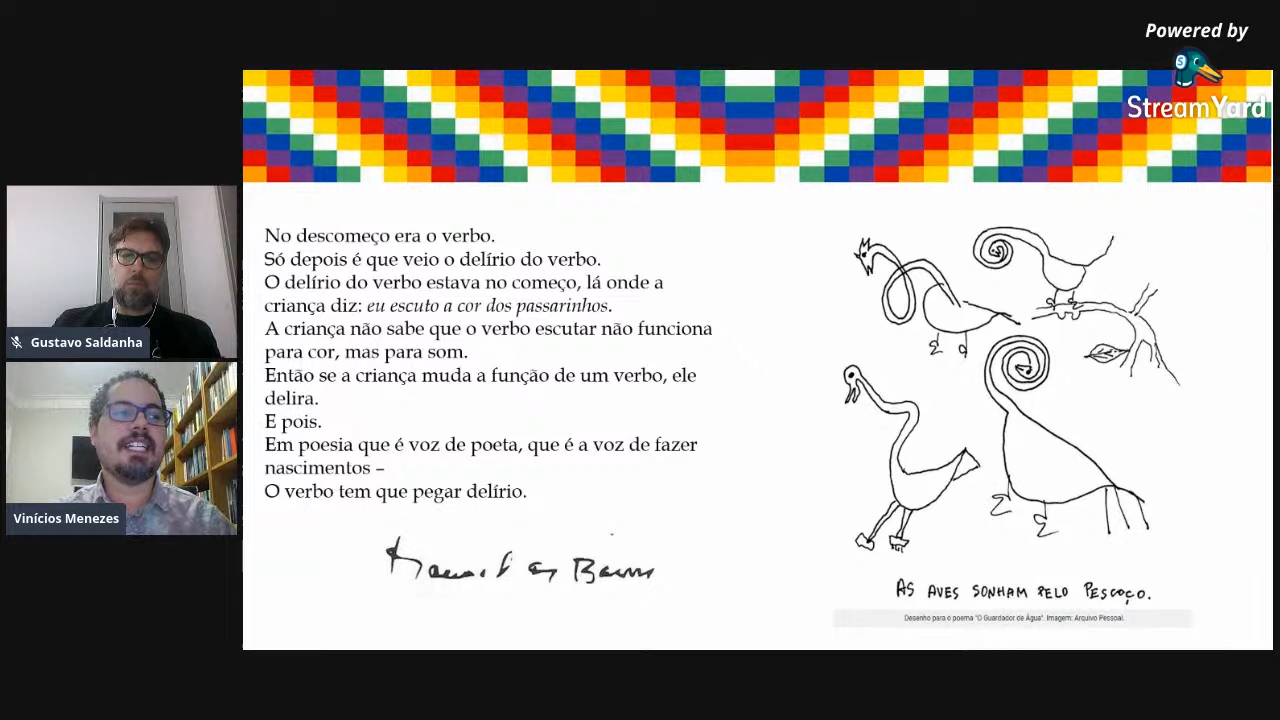 Powered by
StreamYard
Gustavo Saldanha
Vinícios Menezes
No descomeço era o verbo.
Só depois é que veio o delírio do verbo.
O delírio do verbo estava no começo, lá onde a
criança diz: eu escuto a cor dos passarinhos.
A criança não sabe que o verbo escutar não funciona
para cor, mas para som.
Então se a criança muda a função de um verbo, ele
delira.
E pois.
Em poesia que é voz de poeta, que é a voz de fazer
nascimentos –
O verbo tem que pegar delírio.
AS AVES SONHAM PELO PESCOÇO.
Desenho para o poema "O Guardador de Água". Imagem: Arquivo Pessoal.